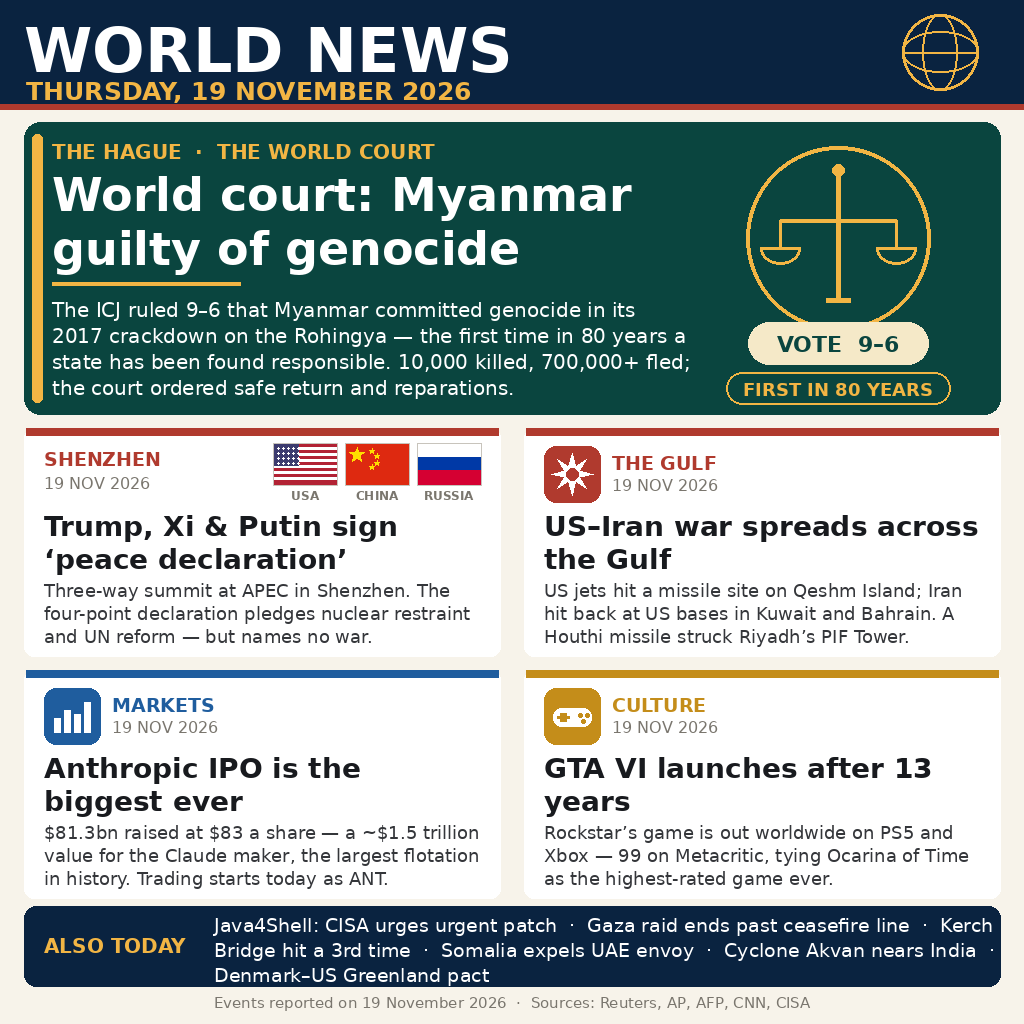 WORLD NEWS
THURSDAY, 19 NOVEMBER 2026
THE HAGUE · THE WORLD COURT
World court: Myanmar
guilty of genocide
The ICJ ruled 9–6 that Myanmar committed genocide in its
2017 crackdown on the Rohingya — the first time in 80 years a
state has been found responsible. 10,000 killed, 700,000+ fled;
the court ordered safe return and reparations.
VOTE 9–6
FIRST IN 80 YEARS
SHENZHEN
19 NOV 2026
USA
CHINA
RUSSIA
Trump, Xi & Putin sign
‘peace declaration’
Three-way summit at APEC in Shenzhen. The
four-point declaration pledges nuclear restraint
and UN reform — but names no war.
THE GULF
19 NOV 2026
US–Iran war spreads across
the Gulf
US jets hit a missile site on Qeshm Island; Iran
hit back at US bases in Kuwait and Bahrain. A
Houthi missile struck Riyadh’s PIF Tower.
MARKETS
19 NOV 2026
Anthropic IPO is the
biggest ever
$81.3bn raised at $83 a share — a ~$1.5 trillion
value for the Claude maker, the largest flotation
in history. Trading starts today as ANT.
CULTURE
19 NOV 2026
GTA VI launches after 13
years
Rockstar’s game is out worldwide on PS5 and
Xbox — 99 on Metacritic, tying Ocarina of Time
as the highest-rated game ever.
ALSO TODAY
Java4Shell: CISA urges urgent patch · Gaza raid ends past ceasefire line · Kerch
Bridge hit a 3rd time · Somalia expels UAE envoy · Cyclone Akvan nears India ·
Denmark–US Greenland pact
Events reported on 19 November 2026 · Sources: Reuters, AP, AFP, CNN, CISA